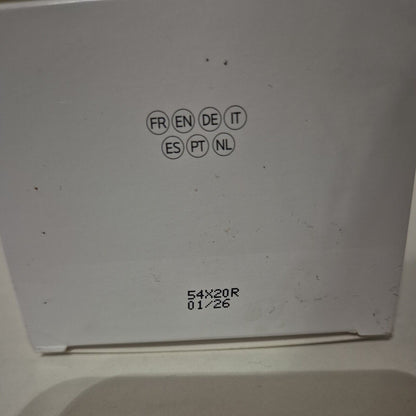 FR EN DE IT
ES PT NL
54X20R
01/26